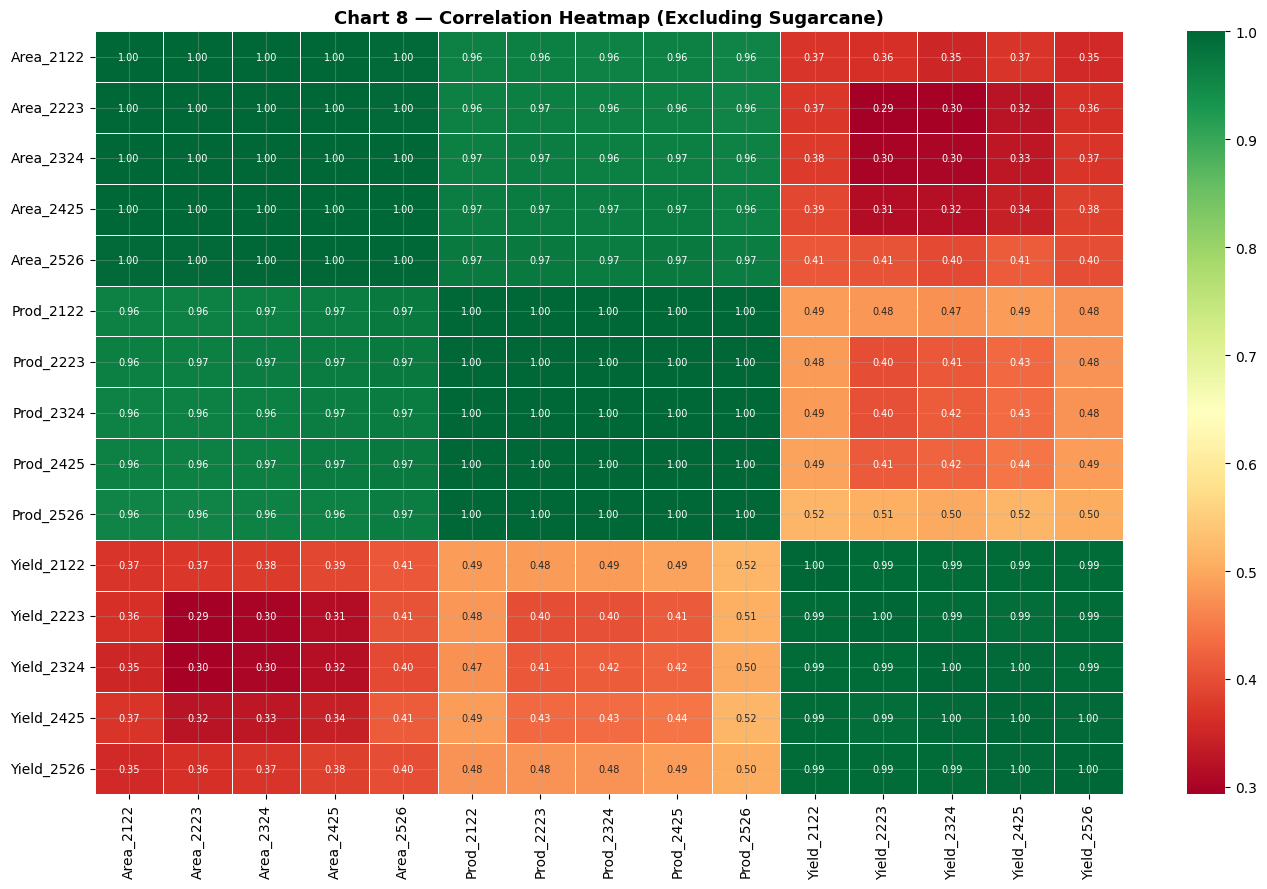 Chart 8 — Correlation Heatmap (Excluding Sugarcane)
Area_2122 1.00 1.00 1.00 1.00 1.00 0.96 0.96 0.96 0.96 0.96 0.37 0.36 0.35 0.37 0.35
Area_2223 1.00 1.00 1.00 1.00 1.00 0.96 0.97 0.96 0.96 0.96 0.37 0.29 0.30 0.32 0.36
Area_2324 1.00 1.00 1.00 1.00 1.00 0.97 0.97 0.96 0.97 0.96 0.38 0.30 0.30 0.33 0.37
Area_2425 1.00 1.00 1.00 1.00 1.00 0.97 0.97 0.97 0.97 0.96 0.39 0.31 0.32 0.34 0.38
Area_2526 1.00 1.00 1.00 1.00 1.00 0.97 0.97 0.97 0.97 0.97 0.41 0.41 0.40 0.41 0.40
Prod_2122 0.96 0.96 0.97 0.97 0.97 1.00 1.00 1.00 1.00 1.00 0.49 0.48 0.47 0.49 0.48
Prod_2223 0.96 0.97 0.97 0.97 0.97 1.00 1.00 1.00 1.00 1.00 0.48 0.40 0.41 0.43 0.48
Prod_2324 0.96 0.96 0.96 0.97 0.97 1.00 1.00 1.00 1.00 1.00 0.49 0.40 0.42 0.43 0.48
Prod_2425 0.96 0.96 0.97 0.97 0.97 1.00 1.00 1.00 1.00 1.00 0.49 0.41 0.42 0.44 0.49
Prod_2526 0.96 0.96 0.96 0.96 0.97 1.00 1.00 1.00 1.00 1.00 0.52 0.51 0.50 0.52 0.50
Yield_2122 0.37 0.37 0.38 0.39 0.41 0.49 0.48 0.49 0.49 0.52 1.00 0.99 0.99 0.99 0.99
Yield_2223 0.36 0.29 0.30 0.31 0.41 0.48 0.40 0.40 0.41 0.51 0.99 1.00 0.99 0.99 0.99
Yield_2324 0.35 0.30 0.30 0.32 0.40 0.47 0.41 0.42 0.42 0.50 0.99 0.99 1.00 1.00 0.99
Yield_2425 0.37 0.32 0.33 0.34 0.41 0.49 0.43 0.43 0.44 0.52 0.99 0.99 1.00 1.00 1.00
Yield_2526 0.35 0.36 0.37 0.38 0.40 0.48 0.48 0.48 0.49 0.50 0.99 0.99 0.99 1.00 1.00
Area_2122 Area_2223 Area_2324 Area_2425 Area_2526 Prod_2122 Prod_2223 Prod_2324 Prod_2425 Prod_2526 Yield_2122 Yield_2223 Yield_2324 Yield_2425 Yield_2526
1.0
0.9
0.8
0.7
0.6
0.5
0.4
0.3